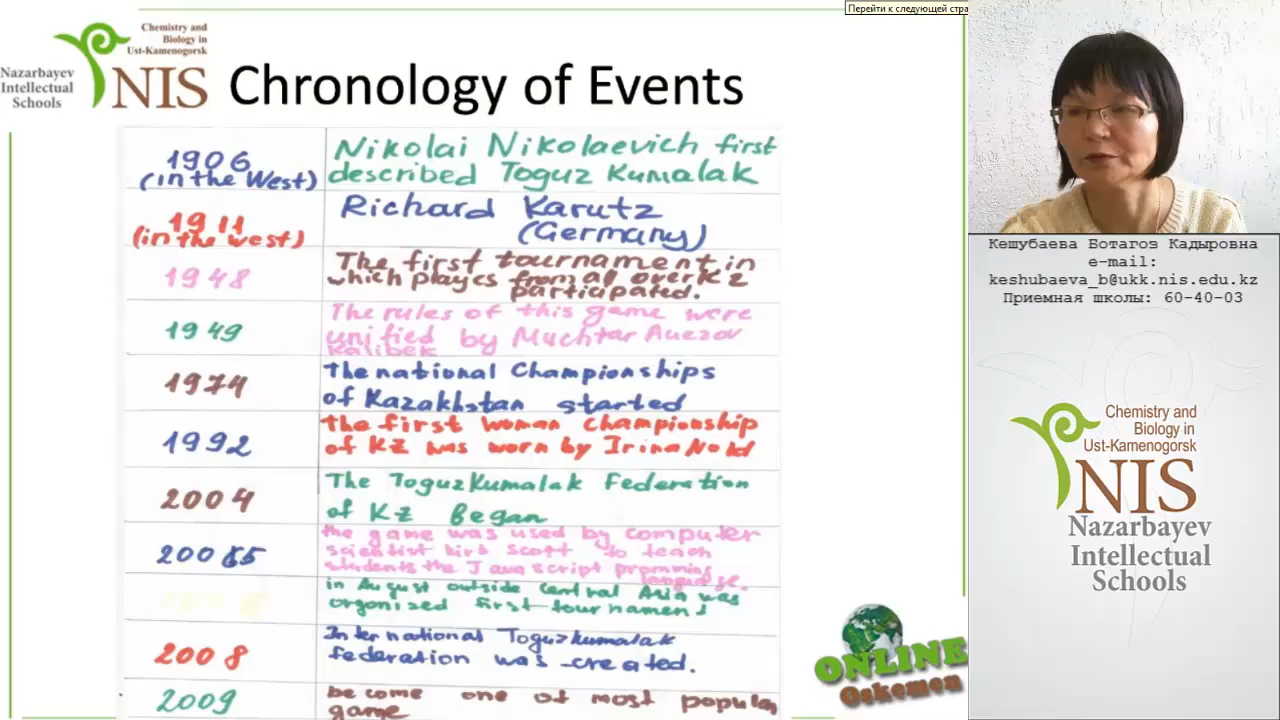 Перейти к следующей стра
Chemistry and
Biology in
Ust-Kamenogorsk
Nazarbayev
Intellectual
Schools
NIS
Chronology of Events
1906
(in the West)
Nikolai Nikolaevich first
described Toguz Kumalak
1911
(in the west)
Richard Karutz
(Germany)
1948
The first tournament in
which playes from all over KZ
participated.
1949
The rules of this game were
unified by Muchtar Auezov
Kalibek
1974
the national Championships
of Kazakhstan started
1992
the first woman championship
of KZ was worn by Irina Nold
2004
The ToguzKumalak Federation
of KZ Began
200
the game was used by computer
scientist kirk scott to teach
students the Java script
language.
in August outside Central Asia was
orgonized first tournament
2008
International Toguzkumalak
federation was created.
2009
become one of most popular
game
ONLINE
Oskemen
Кешубаева Ботагоз Кадыровна
e-mail:
keshubaeva_b@ukk.nis.edu.kz
Приемная школы: 60-40-03
Chemistry and
Biology in
Ust-Kamenogorsk
NIS
Nazarbayev
Intellectual
Schools